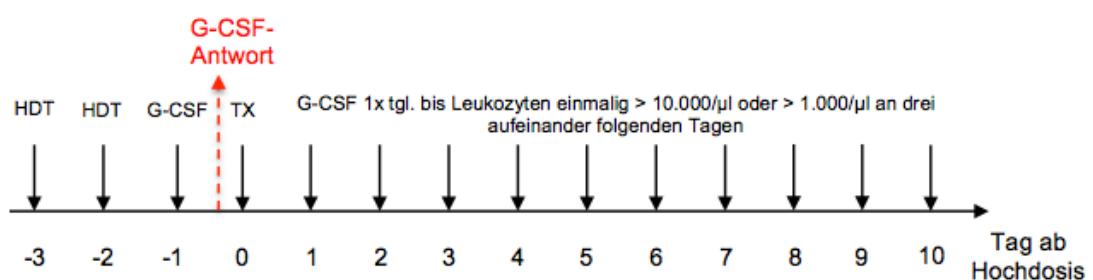 G-CSF-
Antwort
HDT HDT G-CSF TX G-CSF 1x tgl. bis Leukozyten einmalig > 10.000/µl oder > 1.000/µl an drei
aufeinander folgenden Tagen
-3 -2 -1 0 1 2 3 4 5 6 7 8 9 10 Tag ab
Hochdosis